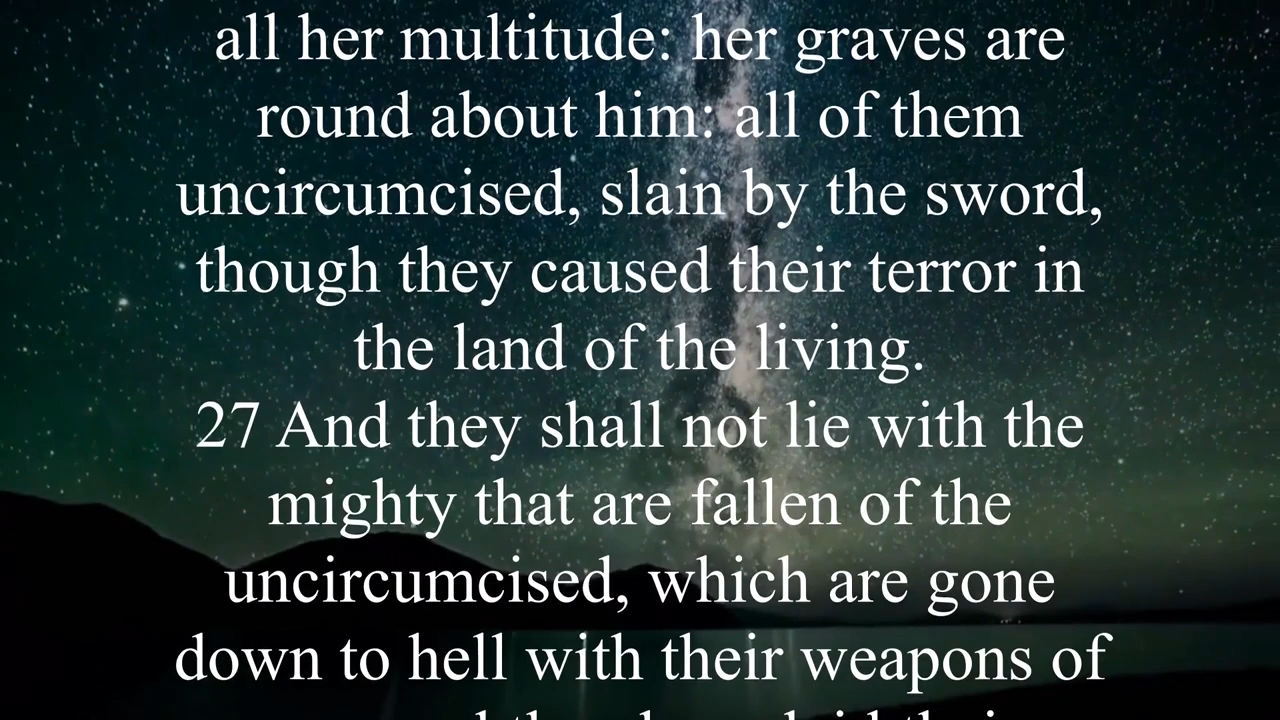 all her multitude: her graves are
round about him: all of them
uncircumcised, slain by the sword,
though they caused their terror in
the land of the living.
27 And they shall not lie with the
mighty that are fallen of the
uncircumcised, which are gone
down to hell with their weapons of